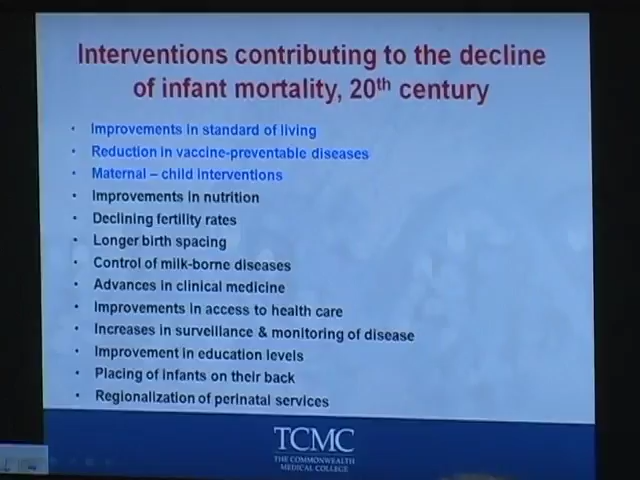 Interventions contributing to the decline
of infant mortality, 20th century
• Improvements in standard of living
• Reduction in vaccine-preventable diseases
• Maternal – child interventions
• Improvements in nutrition
• Declining fertility rates
• Longer birth spacing
• Control of milk-borne diseases
• Advances in clinical medicine
• Improvements in access to health care
• Increases in surveillance & monitoring of disease
• Improvement in education levels
• Placing of infants on their back
• Regionalization of perinatal services
TCMC
THE COMMONWEALTH
MEDICAL COLLEGE